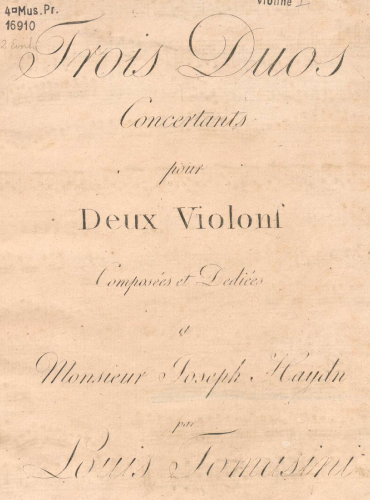 4°Mus.Pr.
16910
Violine I
Trois Duos
Concertants
pour
Deux Violonſ
Composées et Dediées
a
Monsieur Joseph Haydn
par
Louis Tomasini